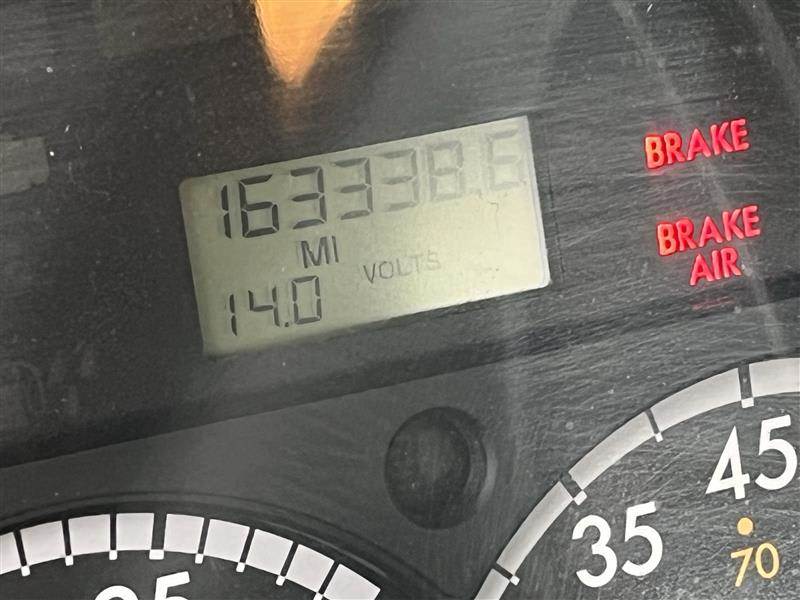 163338.6
MI
VOLTS
14.0
BRAKE
BRAKE
AIR
45
35
70